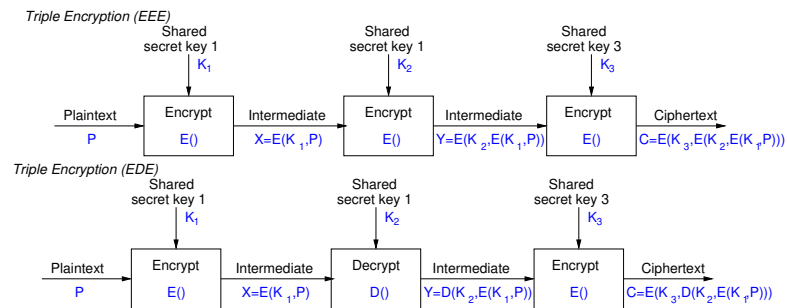 Triple Encryption (EEE)
Shared secret key 1
K1
Shared secret key 1
K2
Shared secret key 3
K3
Plaintext
P
Encrypt
E()
Intermediate
X=E(K1,P)
Encrypt
E()
Intermediate
Y=E(K2,E(K1,P))
Encrypt
E()
Ciphertext
C=E(K3,E(K2,E(K1,P)))
Triple Encryption (EDE)
Shared secret key 1
K1
Shared secret key 1
K2
Shared secret key 3
K3
Plaintext
P
Encrypt
E()
Intermediate
X=E(K1,P)
Decrypt
D()
Intermediate
Y=D(K2,E(K1,P))
Encrypt
E()
Ciphertext
C=E(K3,D(K2,E(K1,P)))